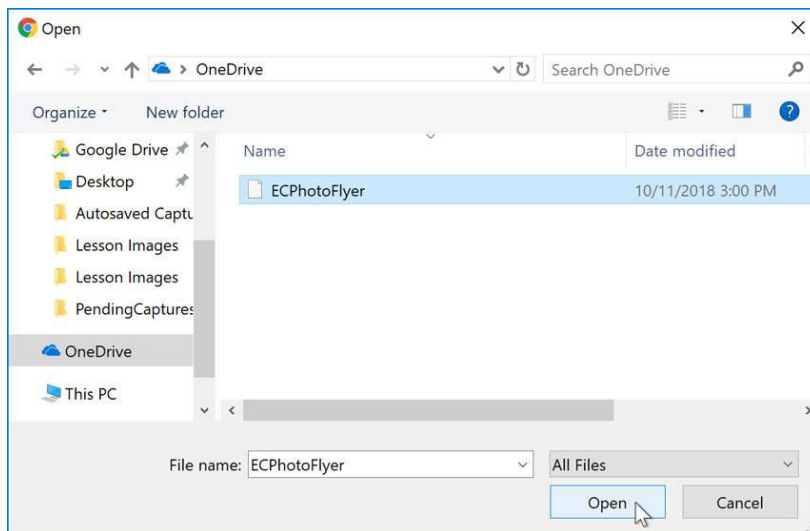 Open
OneDrive
Search OneDrive
Organize
New folder
?
Google Drive
Desktop
Autosaved Captu
Lesson Images
Lesson Images
PendingCaptures
OneDrive
This PC
Name
Date modified
ECPhotoFlyer
10/11/2018 3:00 PM
File name: ECPhotoFlyer
All Files
Open
Cancel